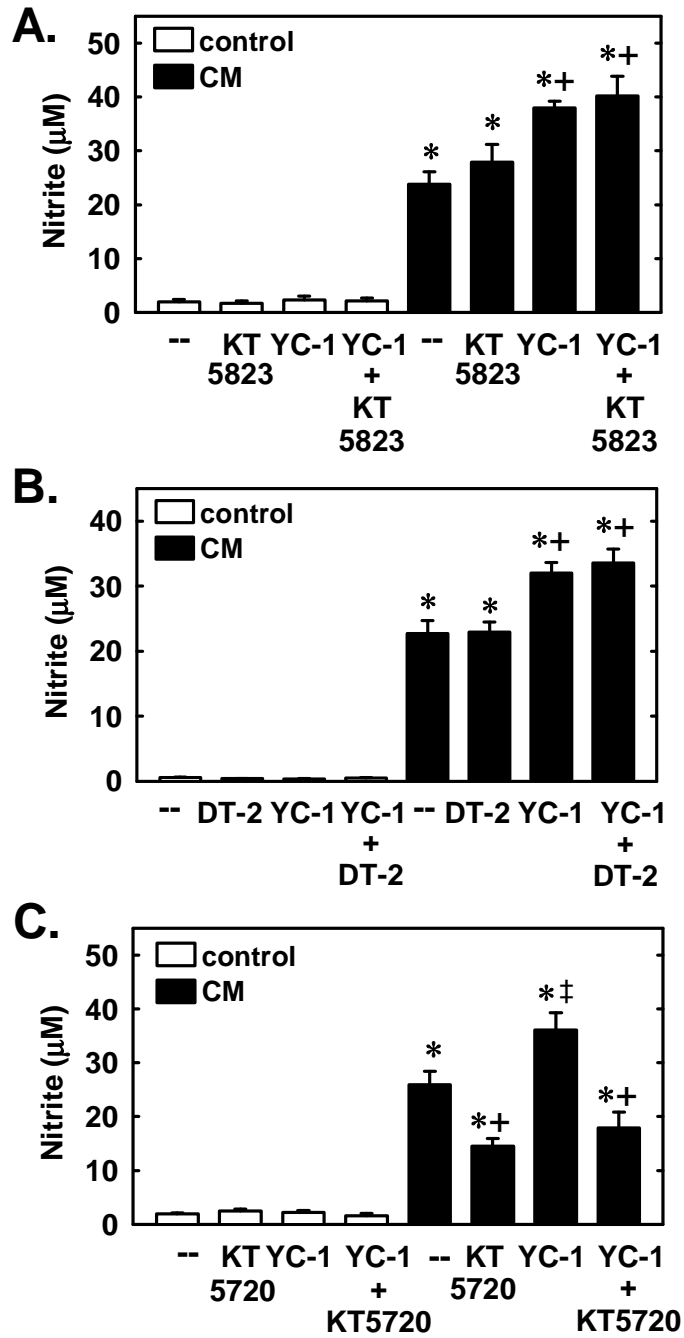 A.
Nitrite (μM)
50
40
30
20
10
0
control
CM
* * *+ *+
-- KT YC-1 YC-1 -- KT YC-1 YC-1
5823 + 5823 +
KT KT
5823 5823
B.
Nitrite (μM)
40
30
20
10
0
control
CM
* * *+ *+
-- DT-2 YC-1 YC-1 -- DT-2 YC-1 YC-1
+ +
DT-2 DT-2
C.
Nitrite (μM)
50
40
30
20
10
0
control
CM
* *+ *‡ *+
-- KT YC-1 YC-1 -- KT YC-1 YC-1
5720 + 5720 +
KT5720 KT5720